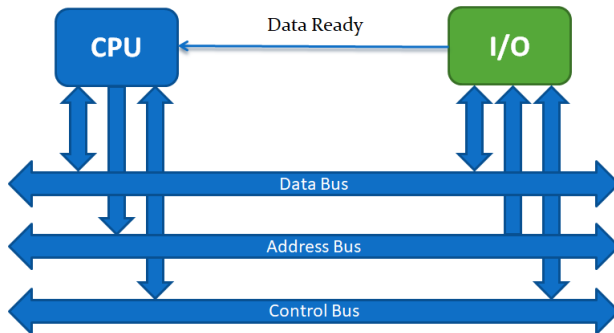 Data Ready
CPU
I/O
Data Bus
Address Bus
Control Bus